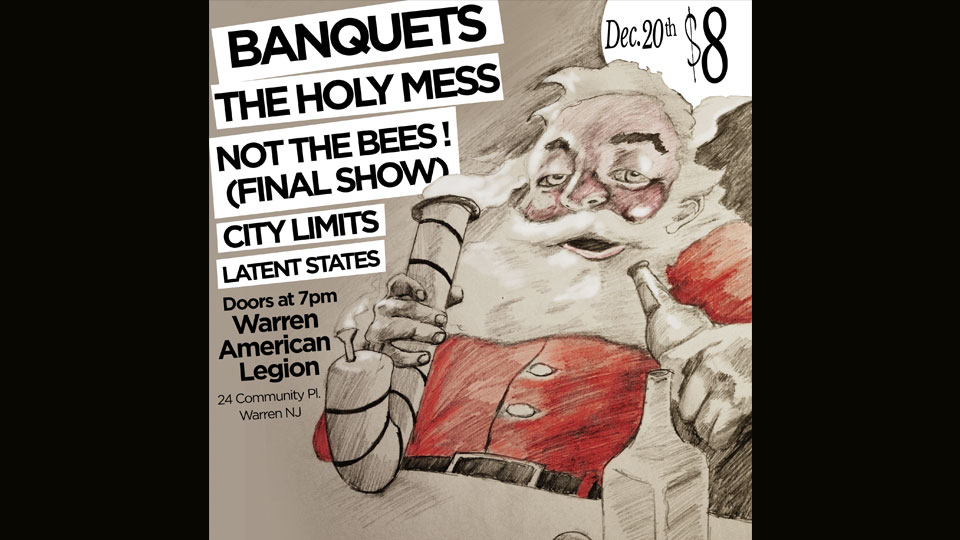 BANQUETS
THE HOLY MESS
NOT THE BEES !
(FINAL SHOW)
CITY LIMITS
LATENT STATES
Doors at 7pm
Warren
American
Legion
24 Community Pl.
Warren NJ
Dec. 20th $8